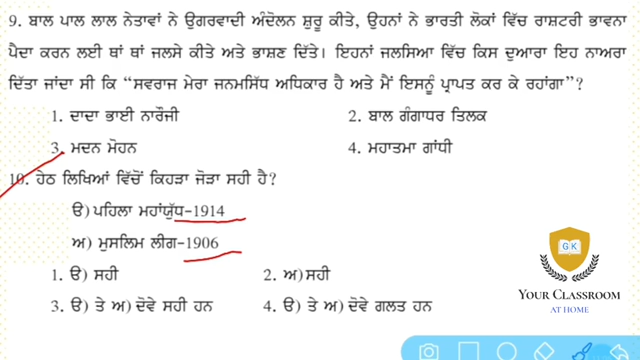 9. ਬਾਲ ਪਾਲ ਲਾਲ ਨੇਤਾਵਾਂ ਨੇ ਉਗਰਵਾਦੀ ਅੰਦੋਲਨ ਸ਼ੁਰੂ ਕੀਤੇ, ਉਹਨਾਂ ਨੇ ਭਾਰਤੀ ਲੋਕਾਂ ਵਿੱਚ ਰਾਸ਼ਟਰੀ ਭਾਵਨਾ
ਪੈਦਾ ਕਰਨ ਲਈ ਥਾਂ ਥਾਂ ਜਲਸੇ ਕੀਤੇ ਅਤੇ ਭਾਸ਼ਣ ਦਿੱਤੇ। ਇਹਨਾਂ ਜਲਸਿਆ ਵਿੱਚ ਕਿਸ ਦੁਆਰਾ ਇਹ ਨਾਅਰਾ
ਦਿੱਤਾ ਜਾਂਦਾ ਸੀ ਕਿ “ਸਵਰਾਜ ਮੇਰਾ ਜਨਮਸਿੱਧ ਅਧਿਕਾਰ ਹੈ ਅਤੇ ਮੈਂ ਇਸਨੂੰ ਪ੍ਰਾਪਤ ਕਰ ਕੇ ਰਹਾਂਗਾ”?
1. ਦਾਦਾ ਭਾਈ ਨਾਰੌਜੀ 2. ਬਾਲ ਗੰਗਾਧਰ ਤਿਲਕ
3. ਮਦਨ ਮੋਹਨ 4. ਮਹਾਤਮਾ ਗਾਂਧੀ
10. ਹੇਠ ਲਿਖਿਆਂ ਵਿੱਚੋਂ ਕਿਹੜਾ ਜੋੜਾ ਸਹੀ ਹੈ?
ੳ) ਪਹਿਲਾ ਮਹਾਂਯੁੱਧ-1914
ਅ) ਮੁਸਲਿਮ ਲੀਗ-1906
1. ੳ) ਸਹੀ 2. ਅ) ਸਹੀ
3. ੳ) ਤੇ ਅ) ਦੋਵੇ ਸਹੀ ਹਨ 4. ੳ) ਤੇ ਅ) ਦੋਵੇ ਗਲਤ ਹਨ
G K
YOUR CLASSROOM
AT HOME